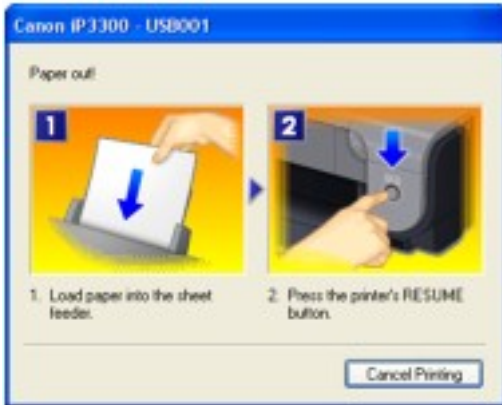 Canon iP3300 - USB001
Paper out!
1
2
1. Load paper into the sheet
feeder.
2. Press the printer's RESUME
button.
Cancel Printing